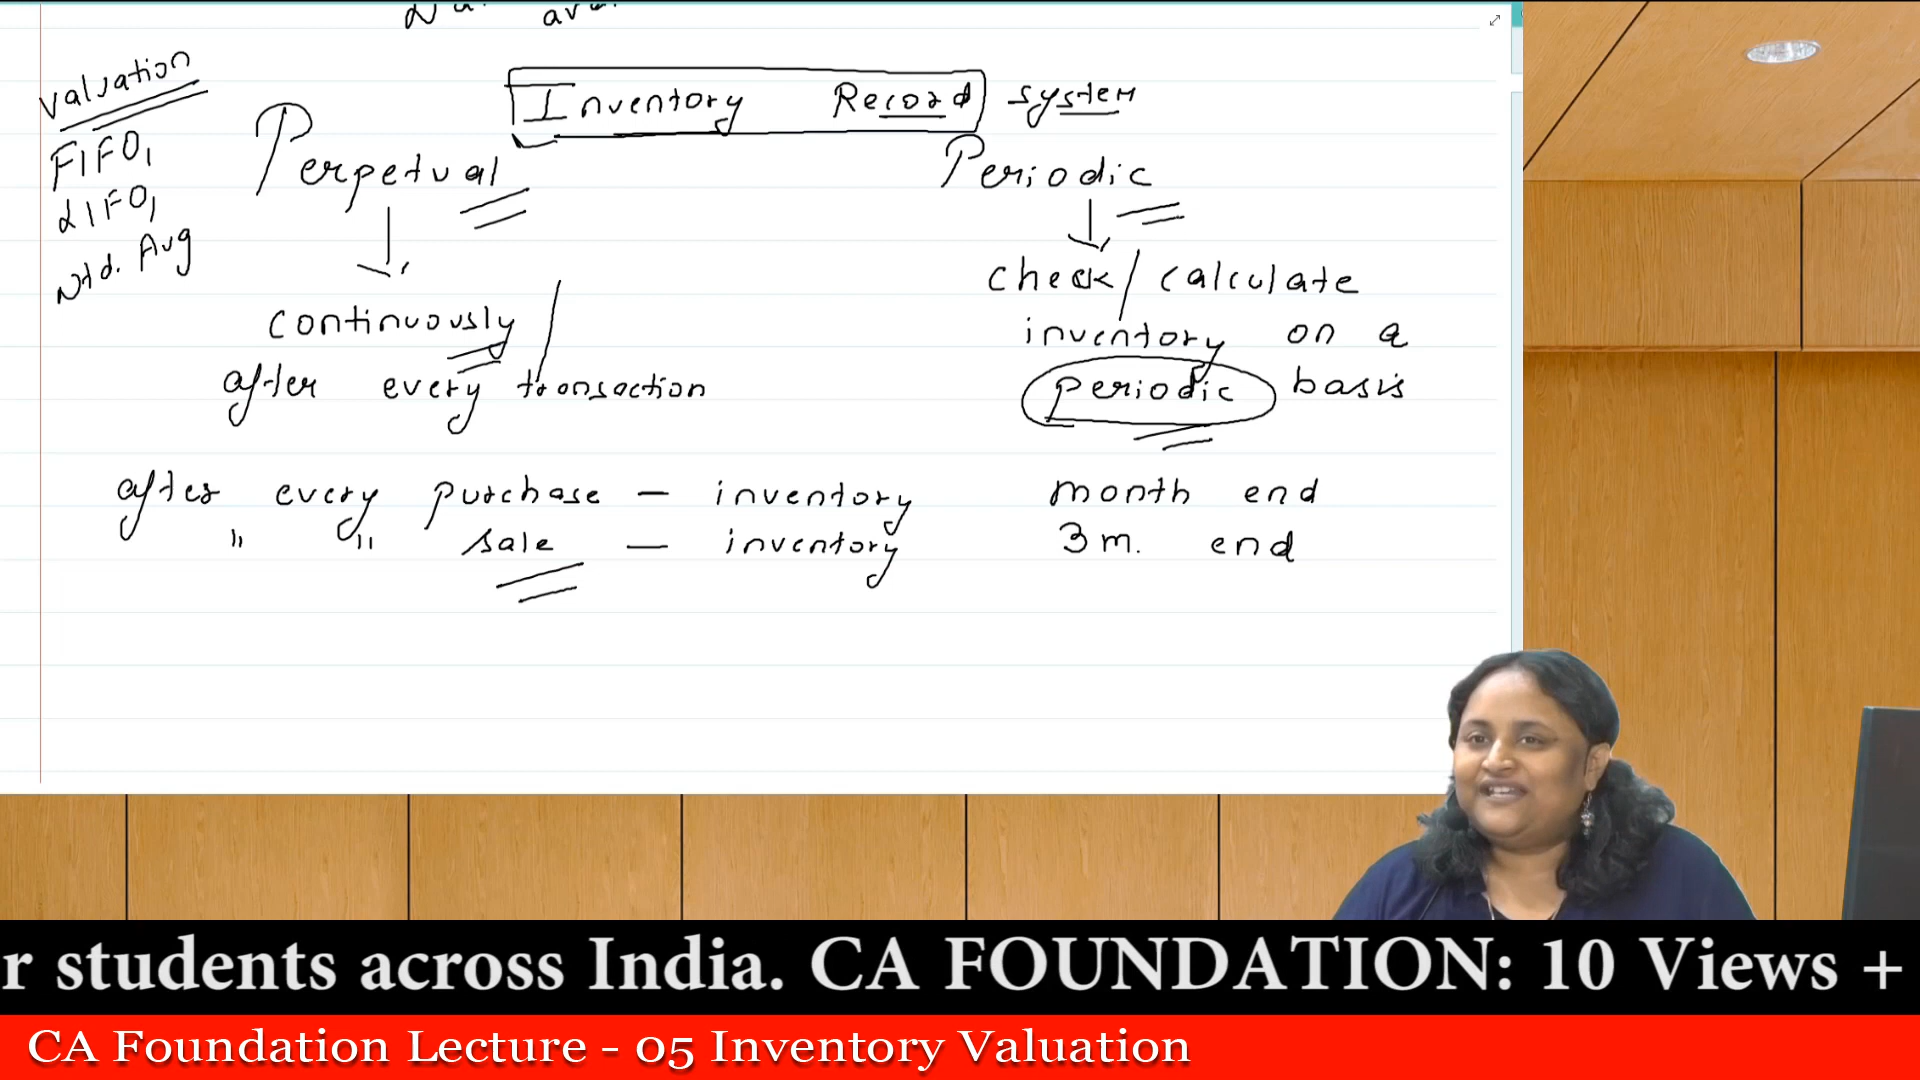 Valuation
FIFO,
LIFO,
Wtd. Avg
Inventory Record system
Perpetual
continuously /
after every transaction
after every purchase – inventory
" " sale – inventory
Periodic
check / calculate
inventory on a
periodic basis
month end
3 m. end
r students across India. CA FOUNDATION: 10 Views +
CA Foundation Lecture - 05 Inventory Valuation